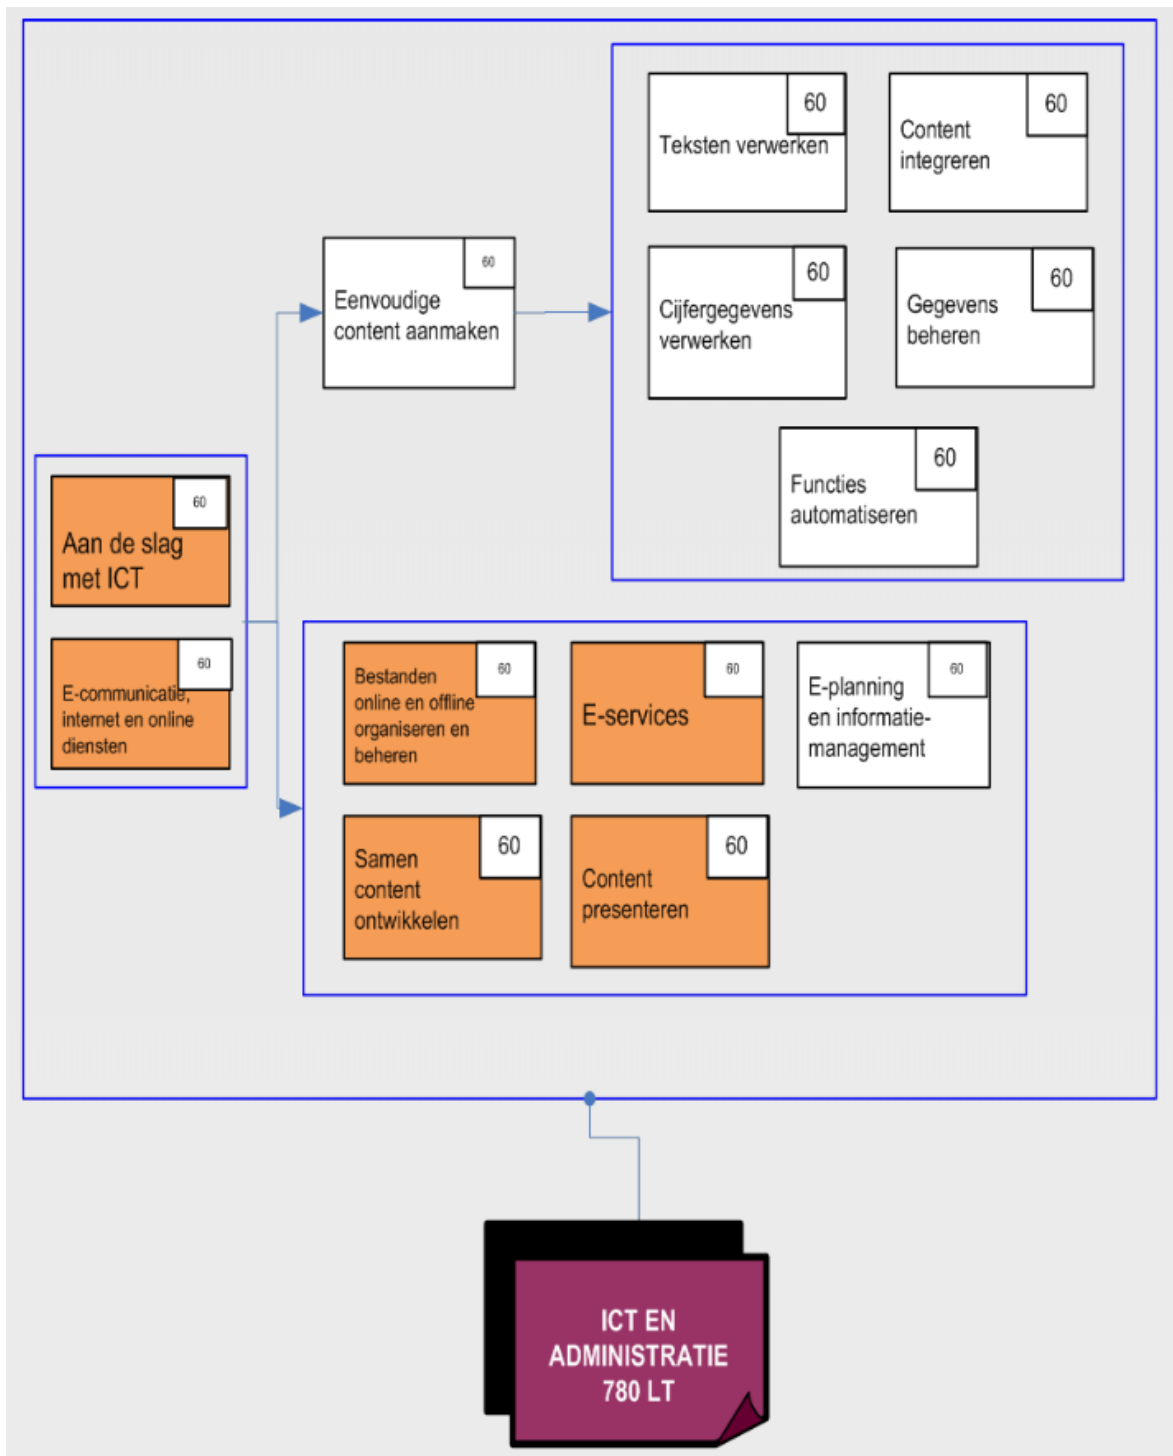 60
Teksten verwerken
60
Content
integreren
60
Eenvoudige
content aanmaken
60
Cijfergegevens
verwerken
60
Gegevens
beheren
60
Functies
automatiseren
60
Aan de slag
met ICT
60
E-communicatie,
internet en online
diensten
60
Bestanden
online en offline
organiseren en
beheren
60
E-services
60
E-planning
en informatie-
management
60
Samen
content
ontwikkelen
60
Content
presenteren
ICT EN
ADMINISTRATIE
780 LT